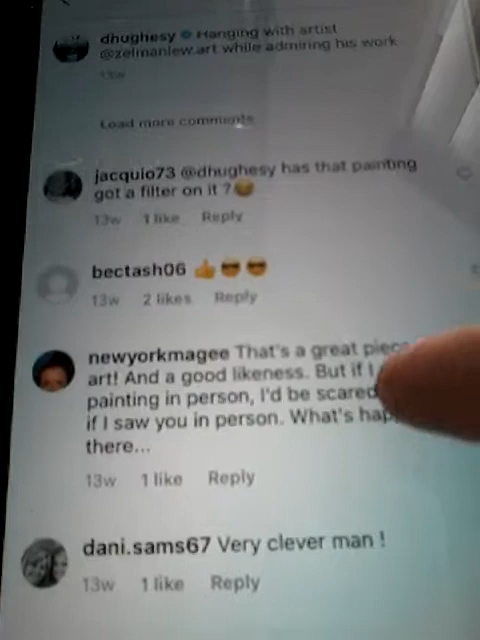 dhughesy Hanging with artist
@zelmanlew.art while admiring his work
13w
Load more comments
jacquio73 @dhughesy has that painting
got a filter on it ?😂
13w 1 like Reply
bectash06 👍😎😎
13w 2 likes Reply
newyorkmagee That's a great piece
art! And a good likeness. But if I
painting in person, I'd be scared
if I saw you in person. What's
there...
13w 1 like Reply
dani.sams67 Very clever man !
13w 1 like Reply